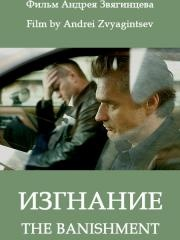 Фильм Андрея Звягинцева
Film by Andrei Zvyagintsev
ИЗГНАНИЕ
THE BANISHMENT